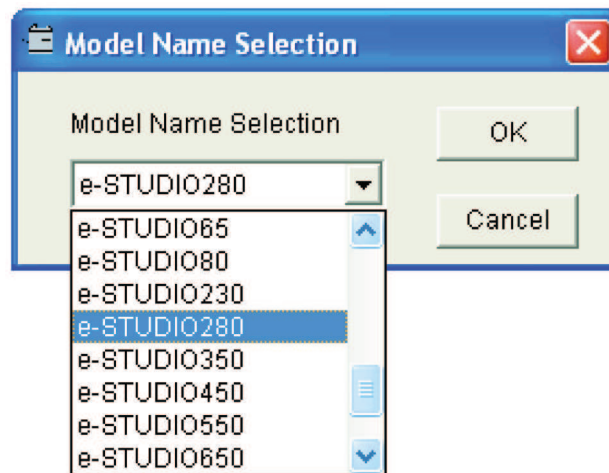 Model Name Selection
Model Name Selection
OK
e-STUDIO280
Cancel
e-STUDIO65
e-STUDIO80
e-STUDIO230
e-STUDIO280
e-STUDIO350
e-STUDIO450
e-STUDIO550
e-STUDIO650